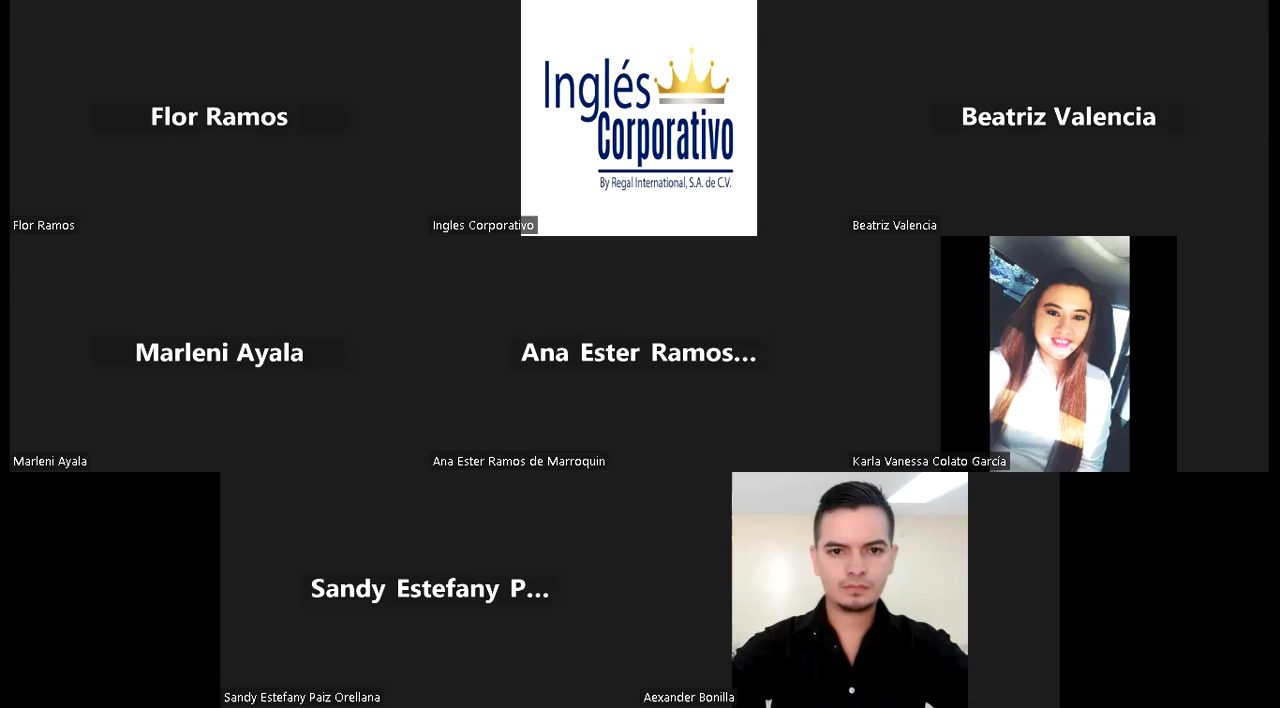 Flor Ramos
Flor Ramos
Inglés
Corporativo
By Regal International, S.A. de C.V.
Ingles Corporativo
Beatriz Valencia
Beatriz Valencia
Marleni Ayala
Marleni Ayala
Ana Ester Ramos...
Ana Ester Ramos de Marroquin
Karla Vanessa Colato García
Sandy Estefany P...
Sandy Estefany Paiz Orellana
Aexander Bonilla